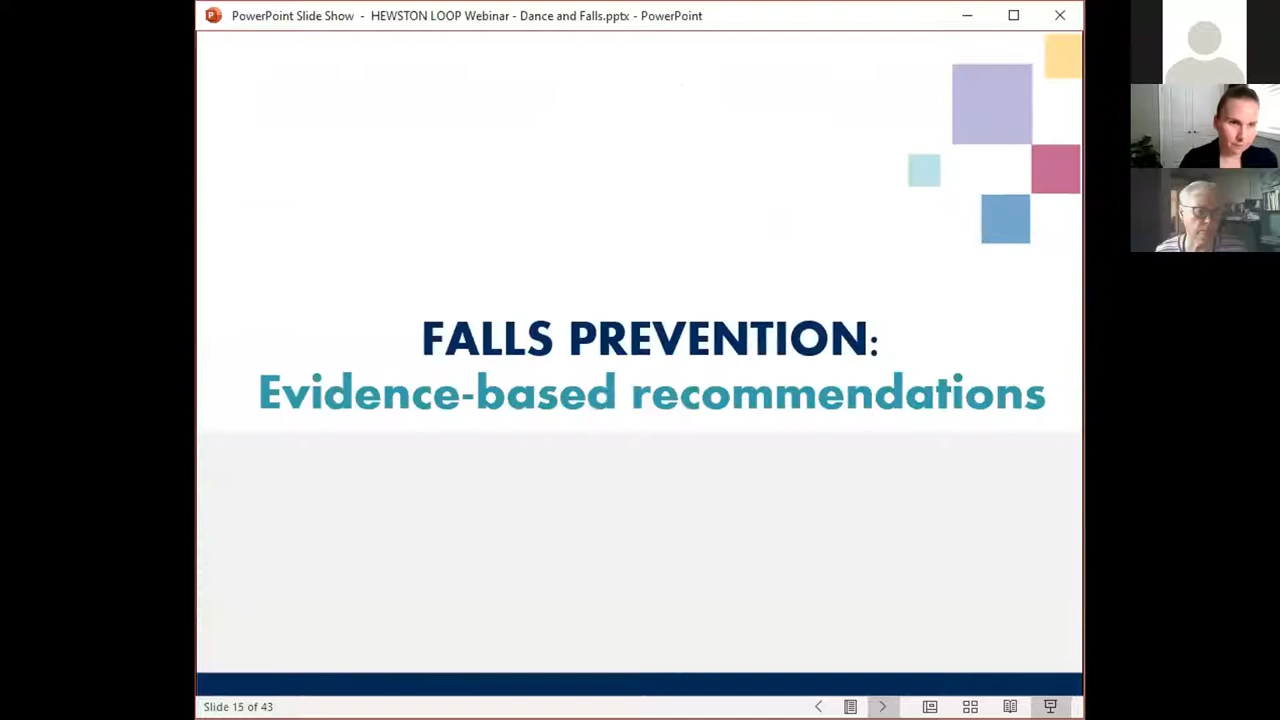 PowerPoint Slide Show - HEWSTON LOOP Webinar - Dance and Falls.pptx - PowerPoint
FALLS PREVENTION:
Evidence-based recommendations
Slide 15 of 43